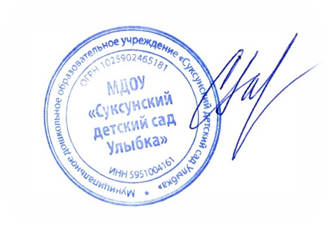 Муниципальное дошкольное образовательное учреждение «Суксунский детский сад Улыбка» *
ОГРН 1025902465181
МДОУ
«Суксунский
детский сад
Улыбка»
ИНН 5951004161